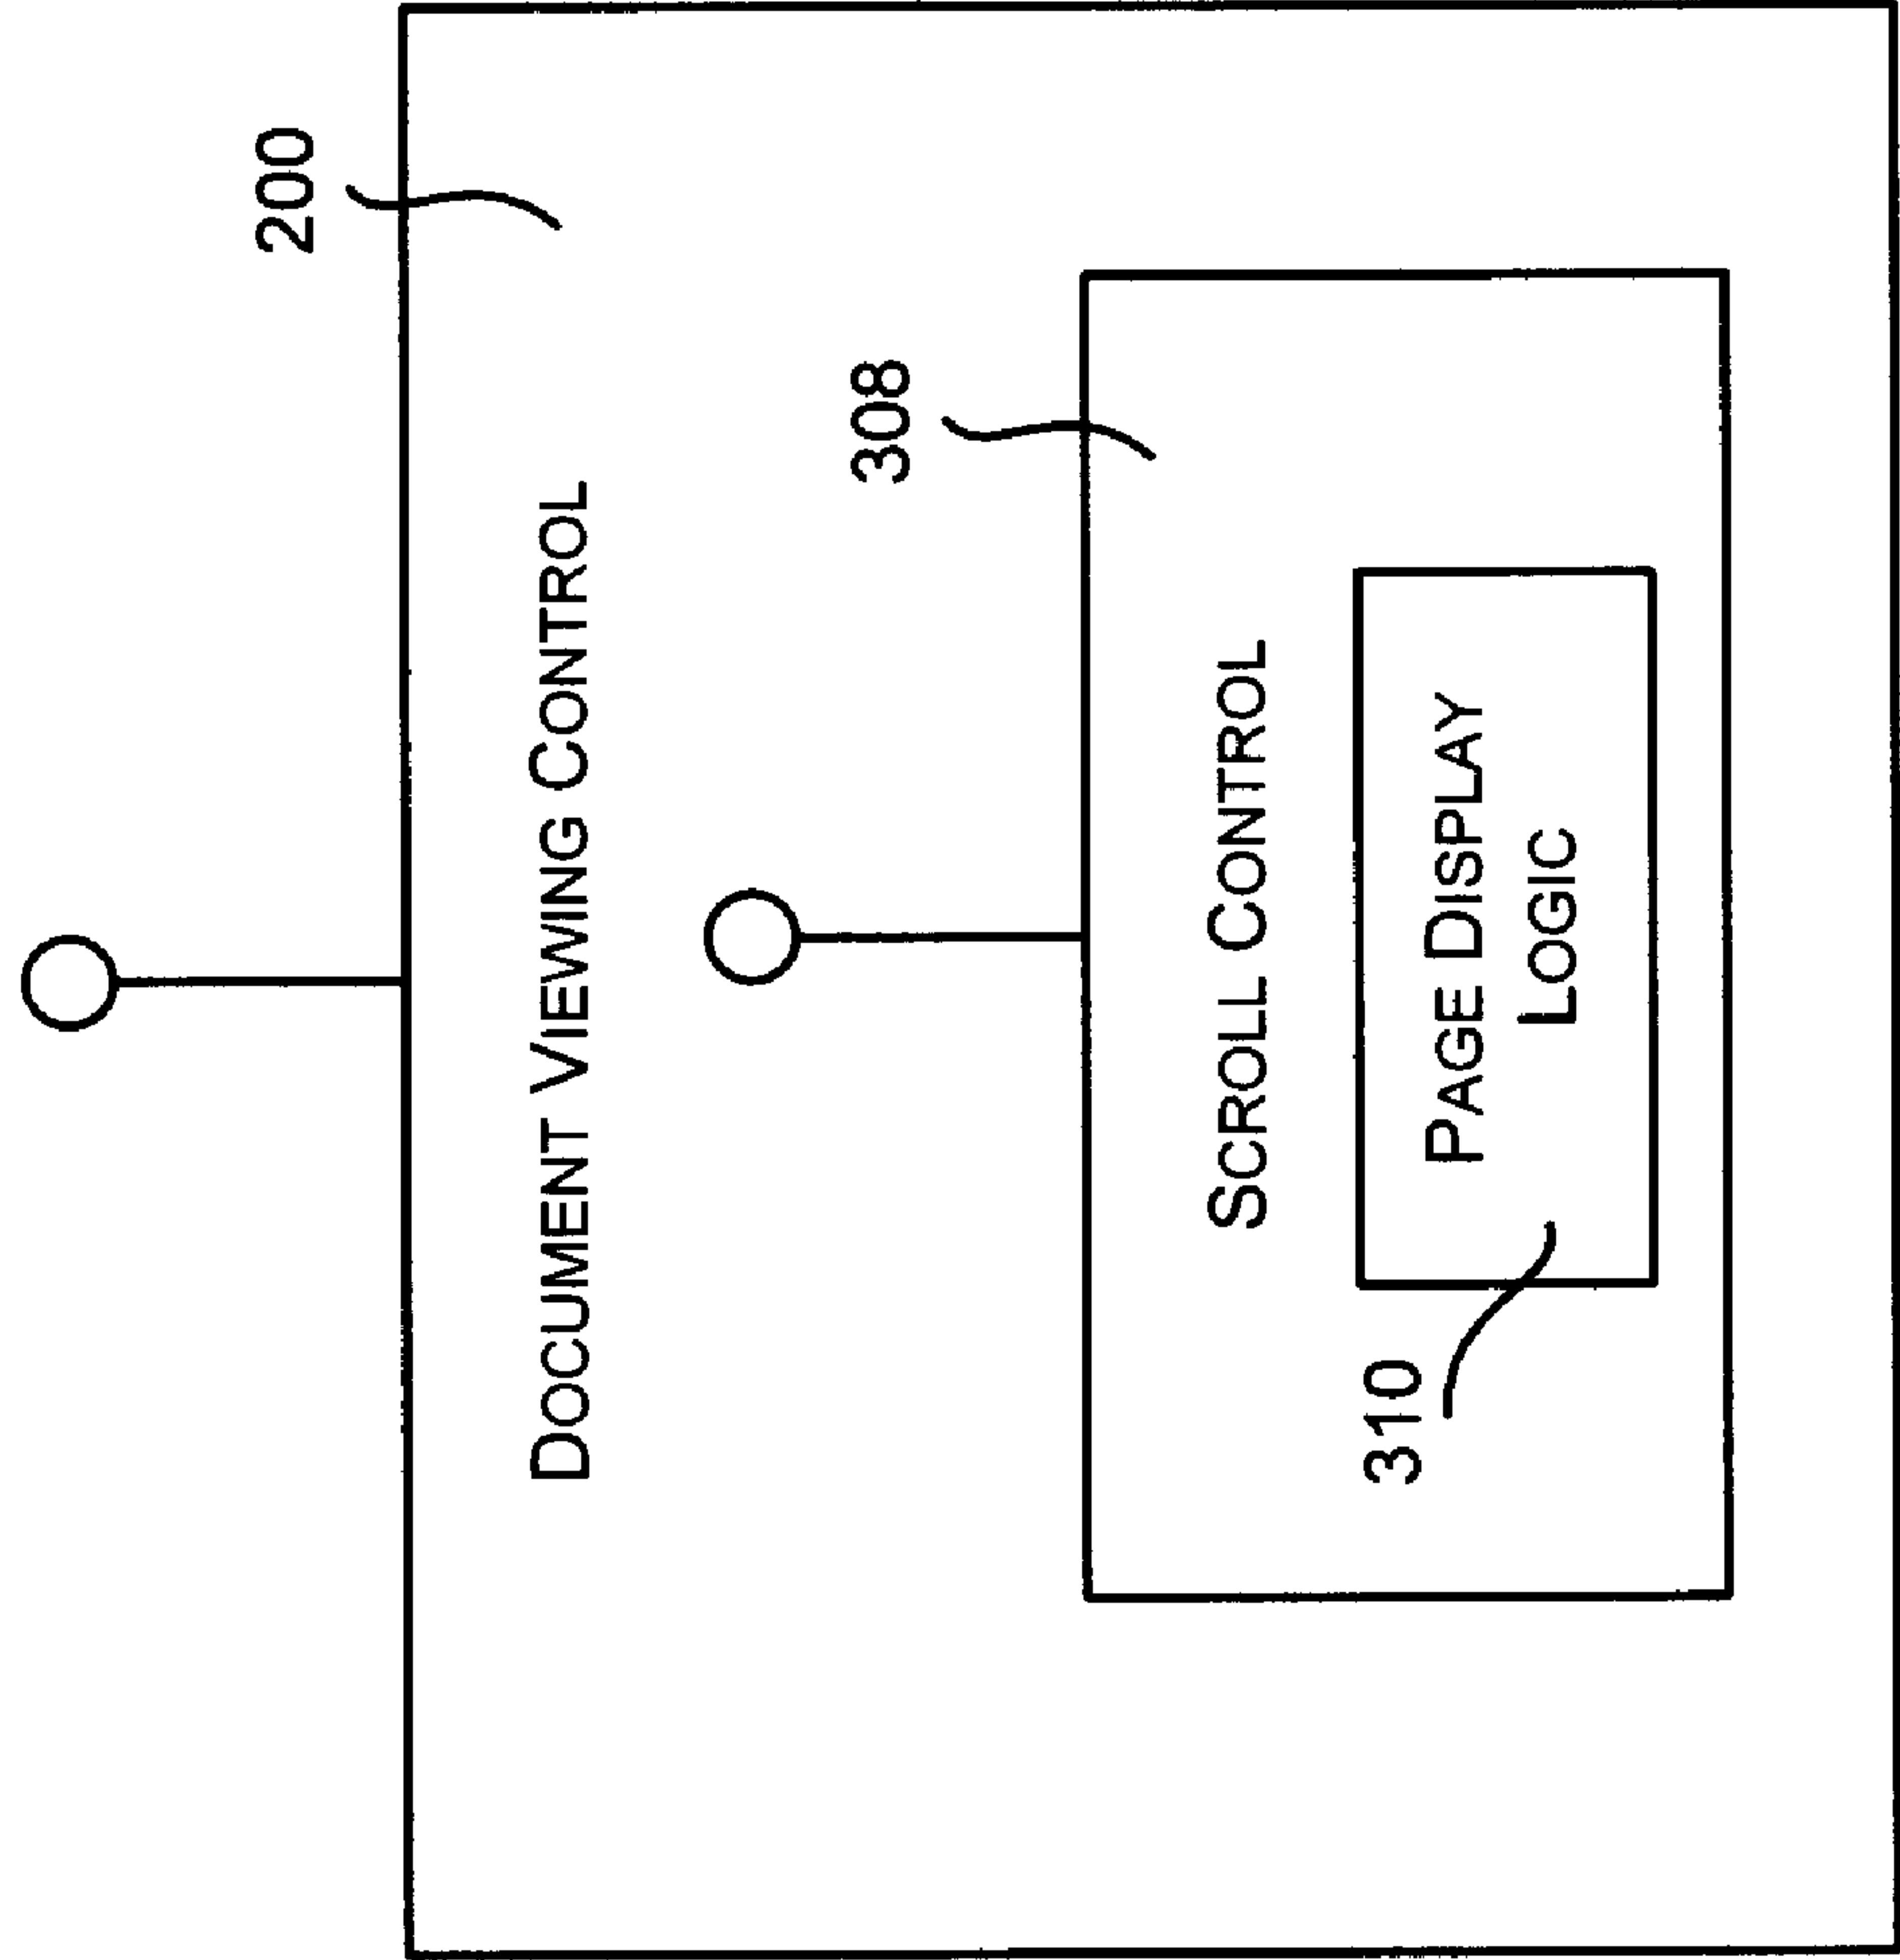 200
DOCUMENT VIEWING CONTROL
308
SCROLL CONTROL
310
PAGE DISPLAY
LOGIC